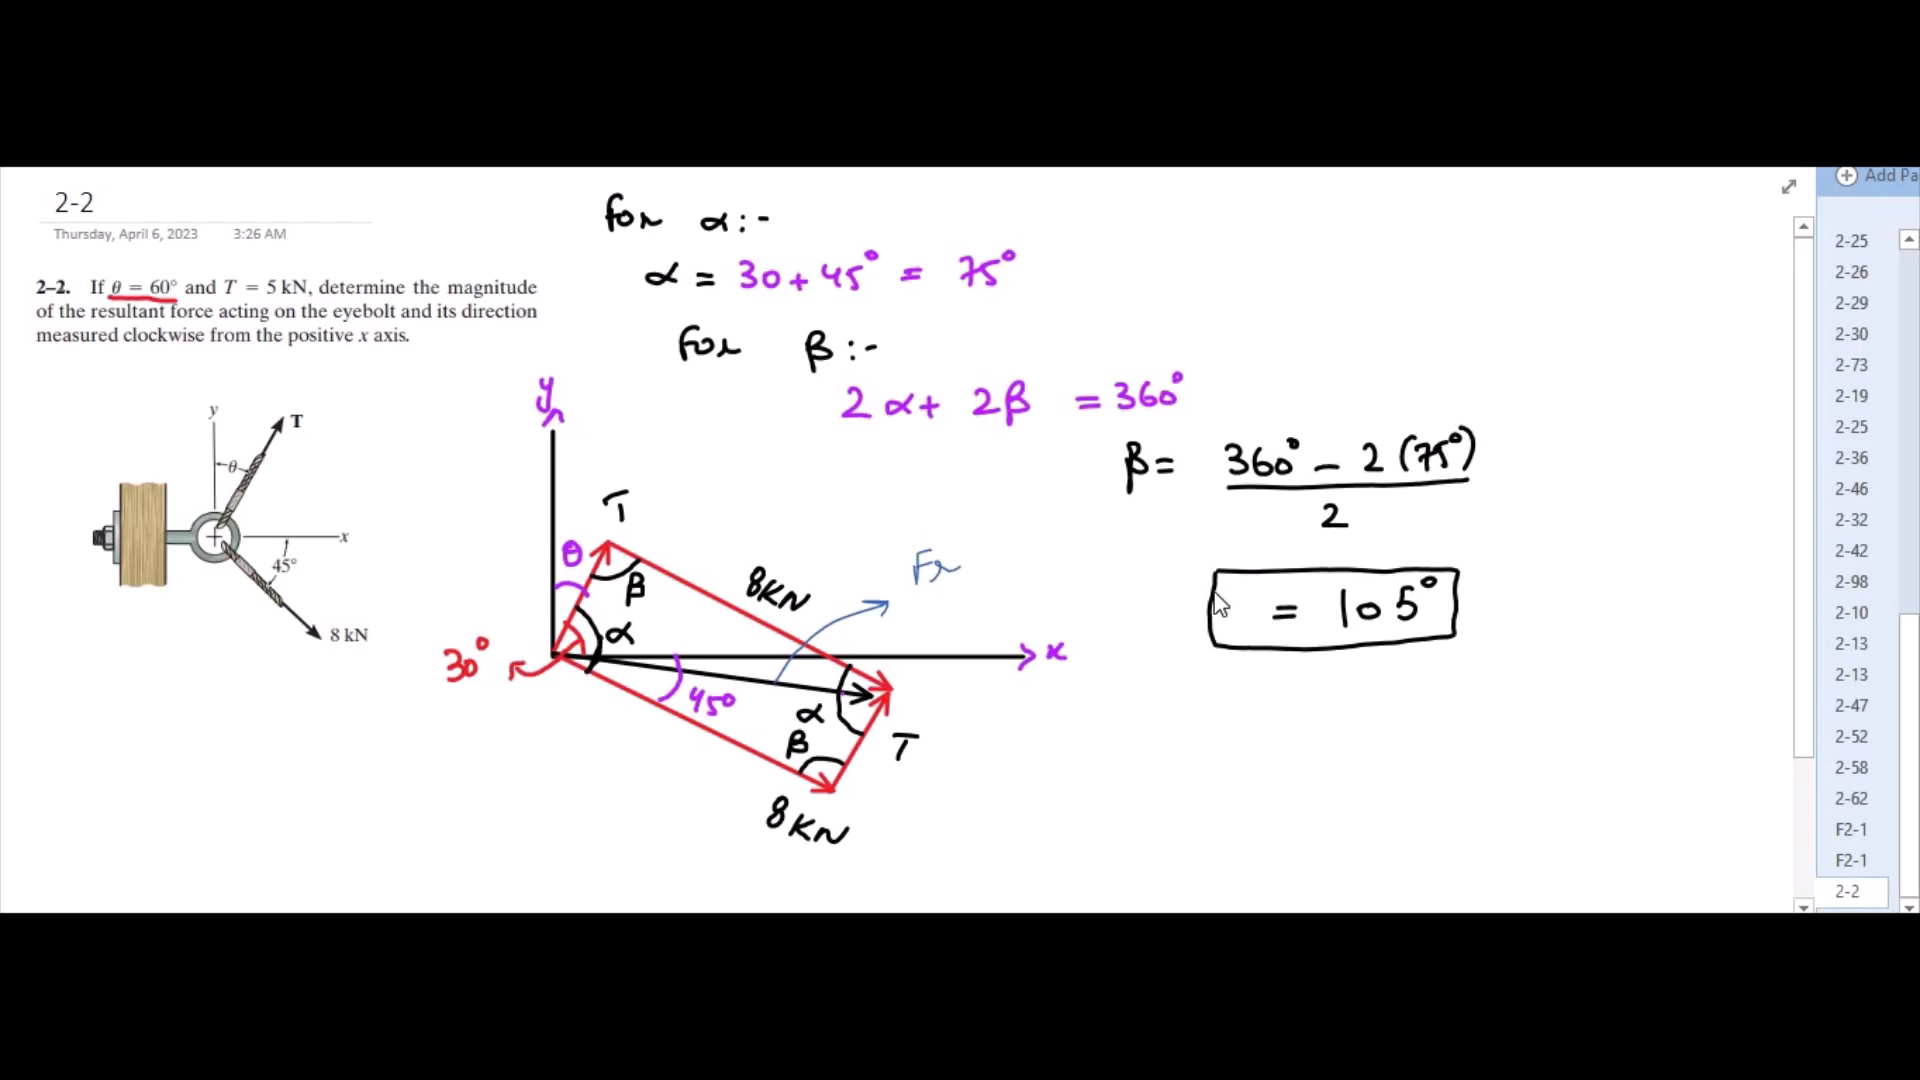 2-2
Thursday, April 6, 2023 3:26 AM
2–2. If θ = 60° and T = 5 kN, determine the magnitude
of the resultant force acting on the eyebolt and its direction
measured clockwise from the positive x axis.
y
T
θ
x
45°
8 kN
for α:-
α = 30 + 45° = 75°
for β:-
2α + 2β = 360°
β = 360° - 2(75°)
2
= 105°
y
T
θ
β
8KN
Fr
α
30°
x
45°
α
β
T
8KN
Add Pa
2-25
2-26
2-29
2-30
2-73
2-19
2-25
2-36
2-46
2-32
2-42
2-98
2-10
2-13
2-13
2-47
2-52
2-58
2-62
F2-1
F2-1
2-2